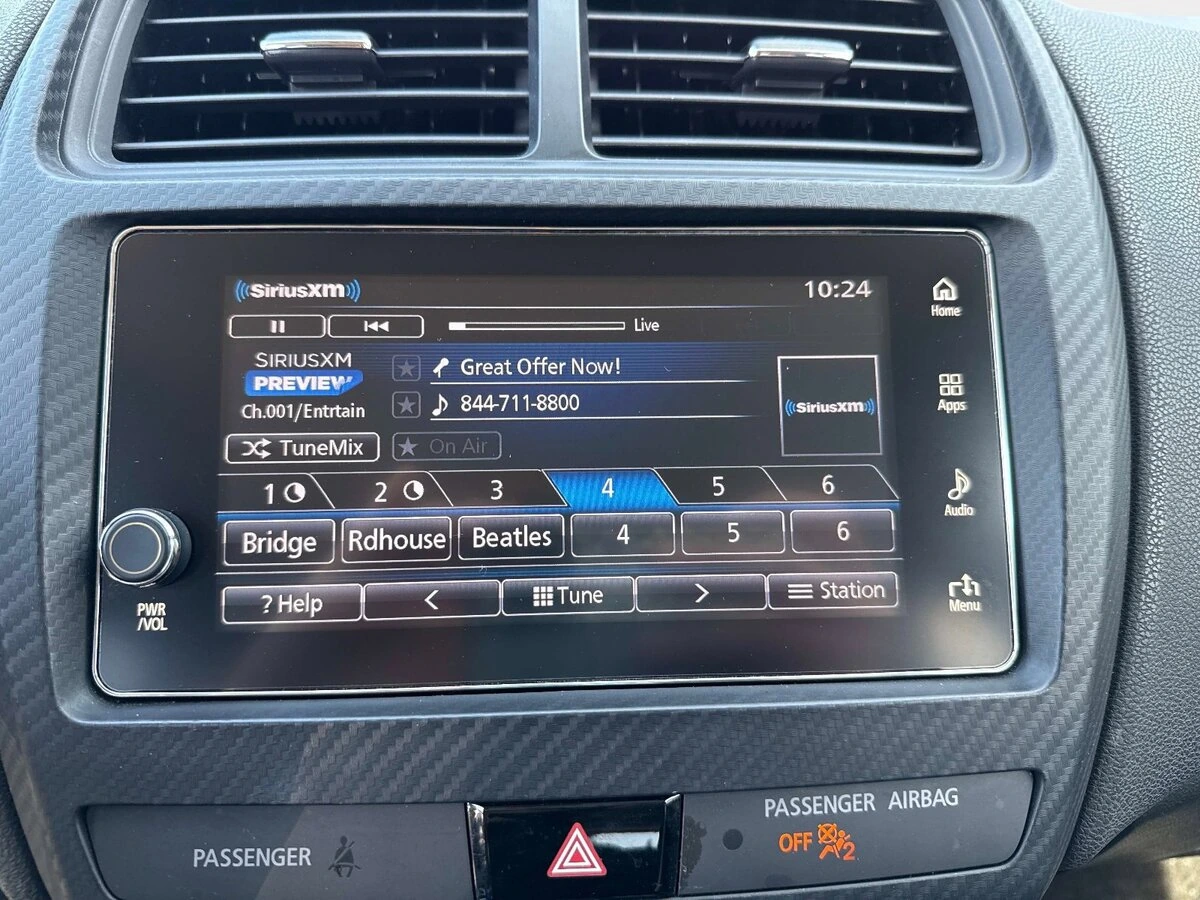 SiriusXM
10:24
Home
Live
SIRIUSXM
PREVIEW
Great Offer Now!
Apps
844-711-8800
Ch.001/Entrtain
SiriusXM
TuneMix
On Air
1 2 3 4 5 6
Audio
Bridge Rdhouse Beatles 4 5 6
? Help < Tune > Station
Menu
PWR
/VOL
PASSENGER AIRBAG
OFF 2
PASSENGER